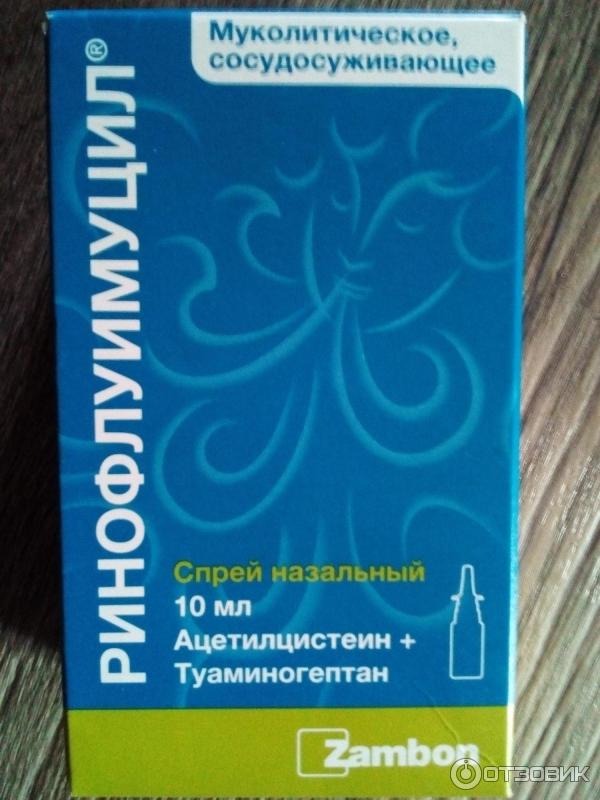 Муколитическое,
сосудосуживающее
РИНОФЛУИМУЦИЛ®
Спрей назальный
10 мл
Ацетилцистеин +
Туаминогептан
Zambon
ОТЗОВИК